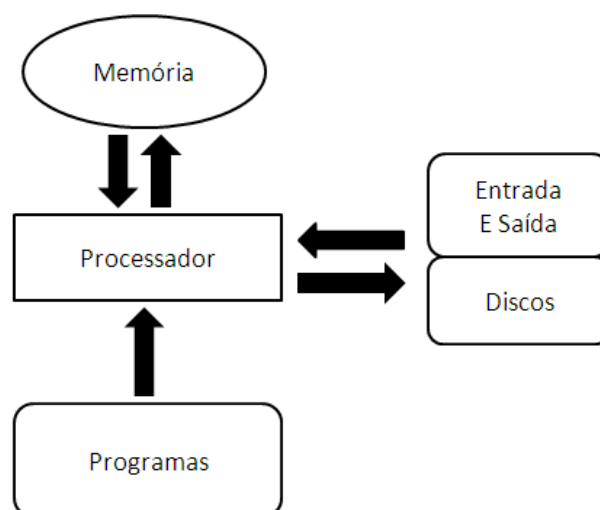 Memória
Entrada
E Saída
Processador
Discos
Programas